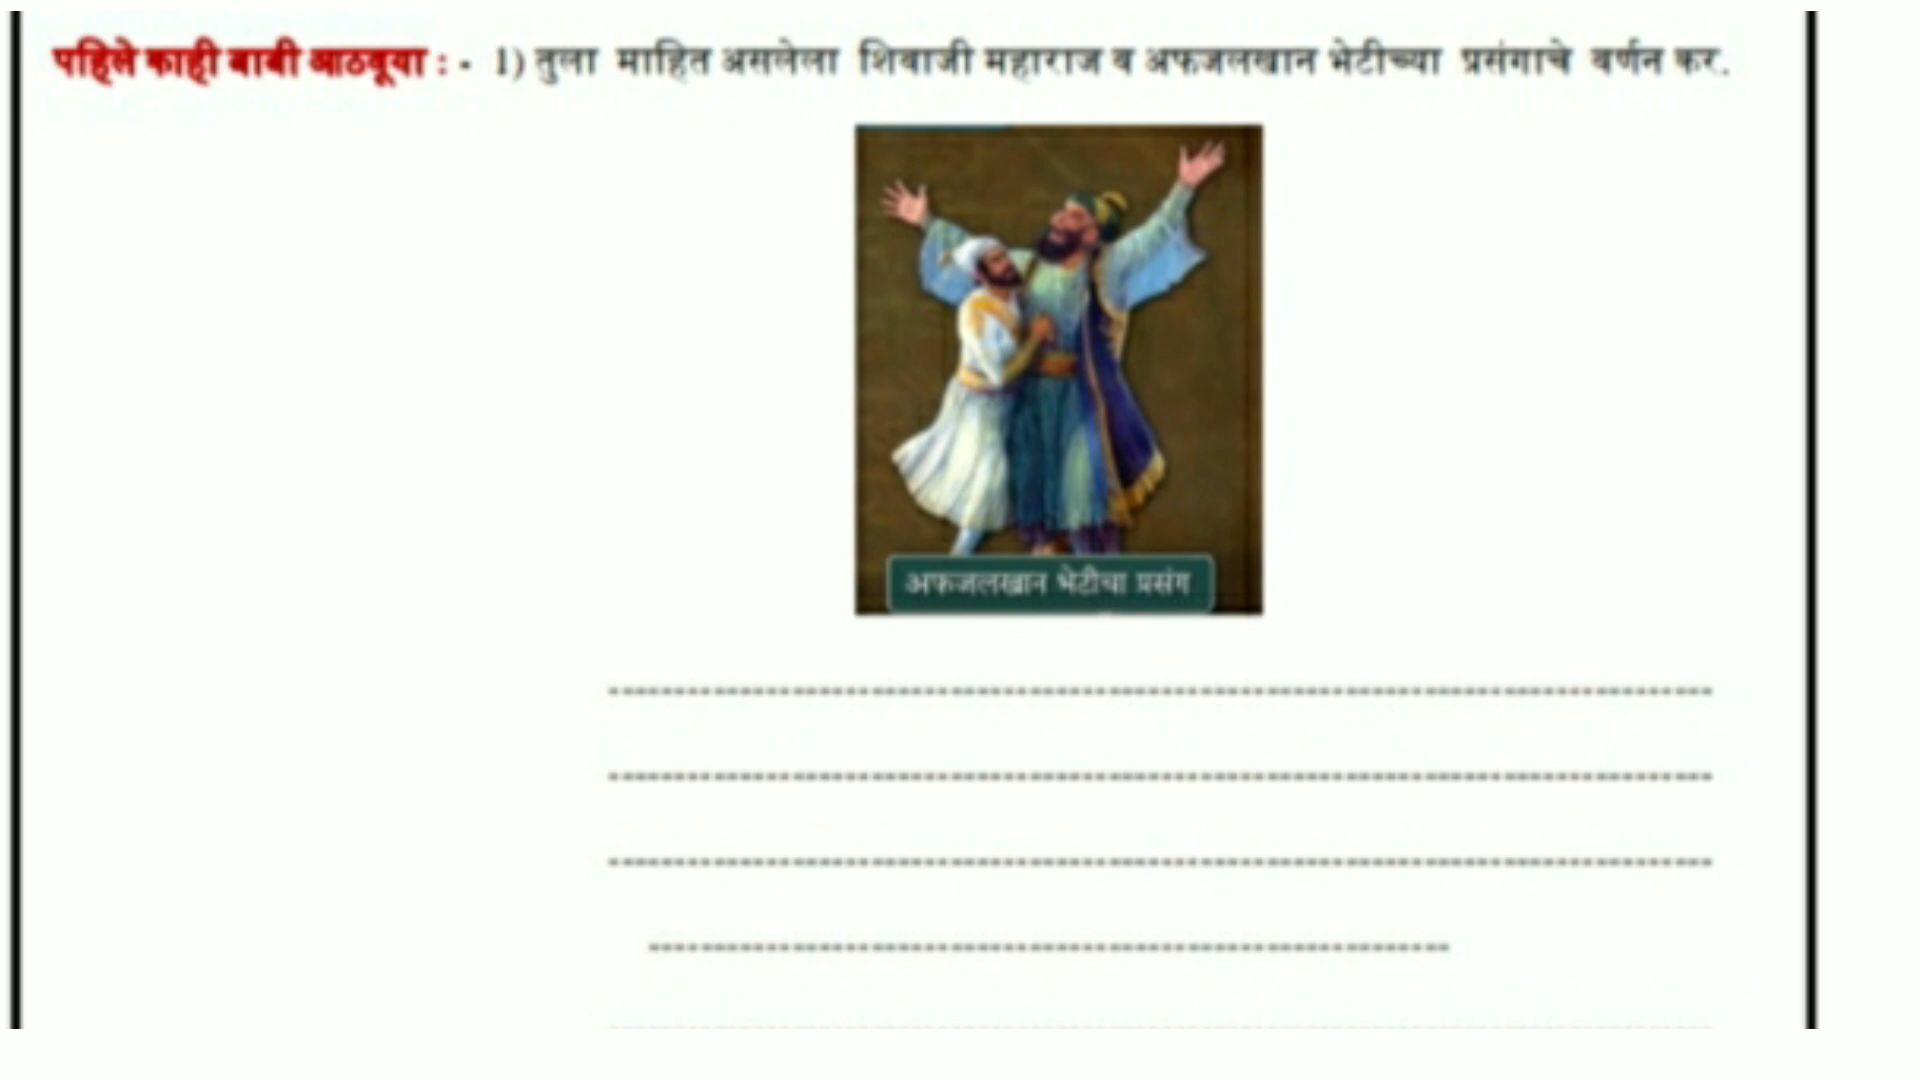 पहिले काही बाबी आठवूया : - 1) तुला माहित असलेला शिवाजी महाराज व अफजलखान भेटीच्या प्रसंगाचे वर्णन कर.
अफजलखान भेटीचा प्रसंग